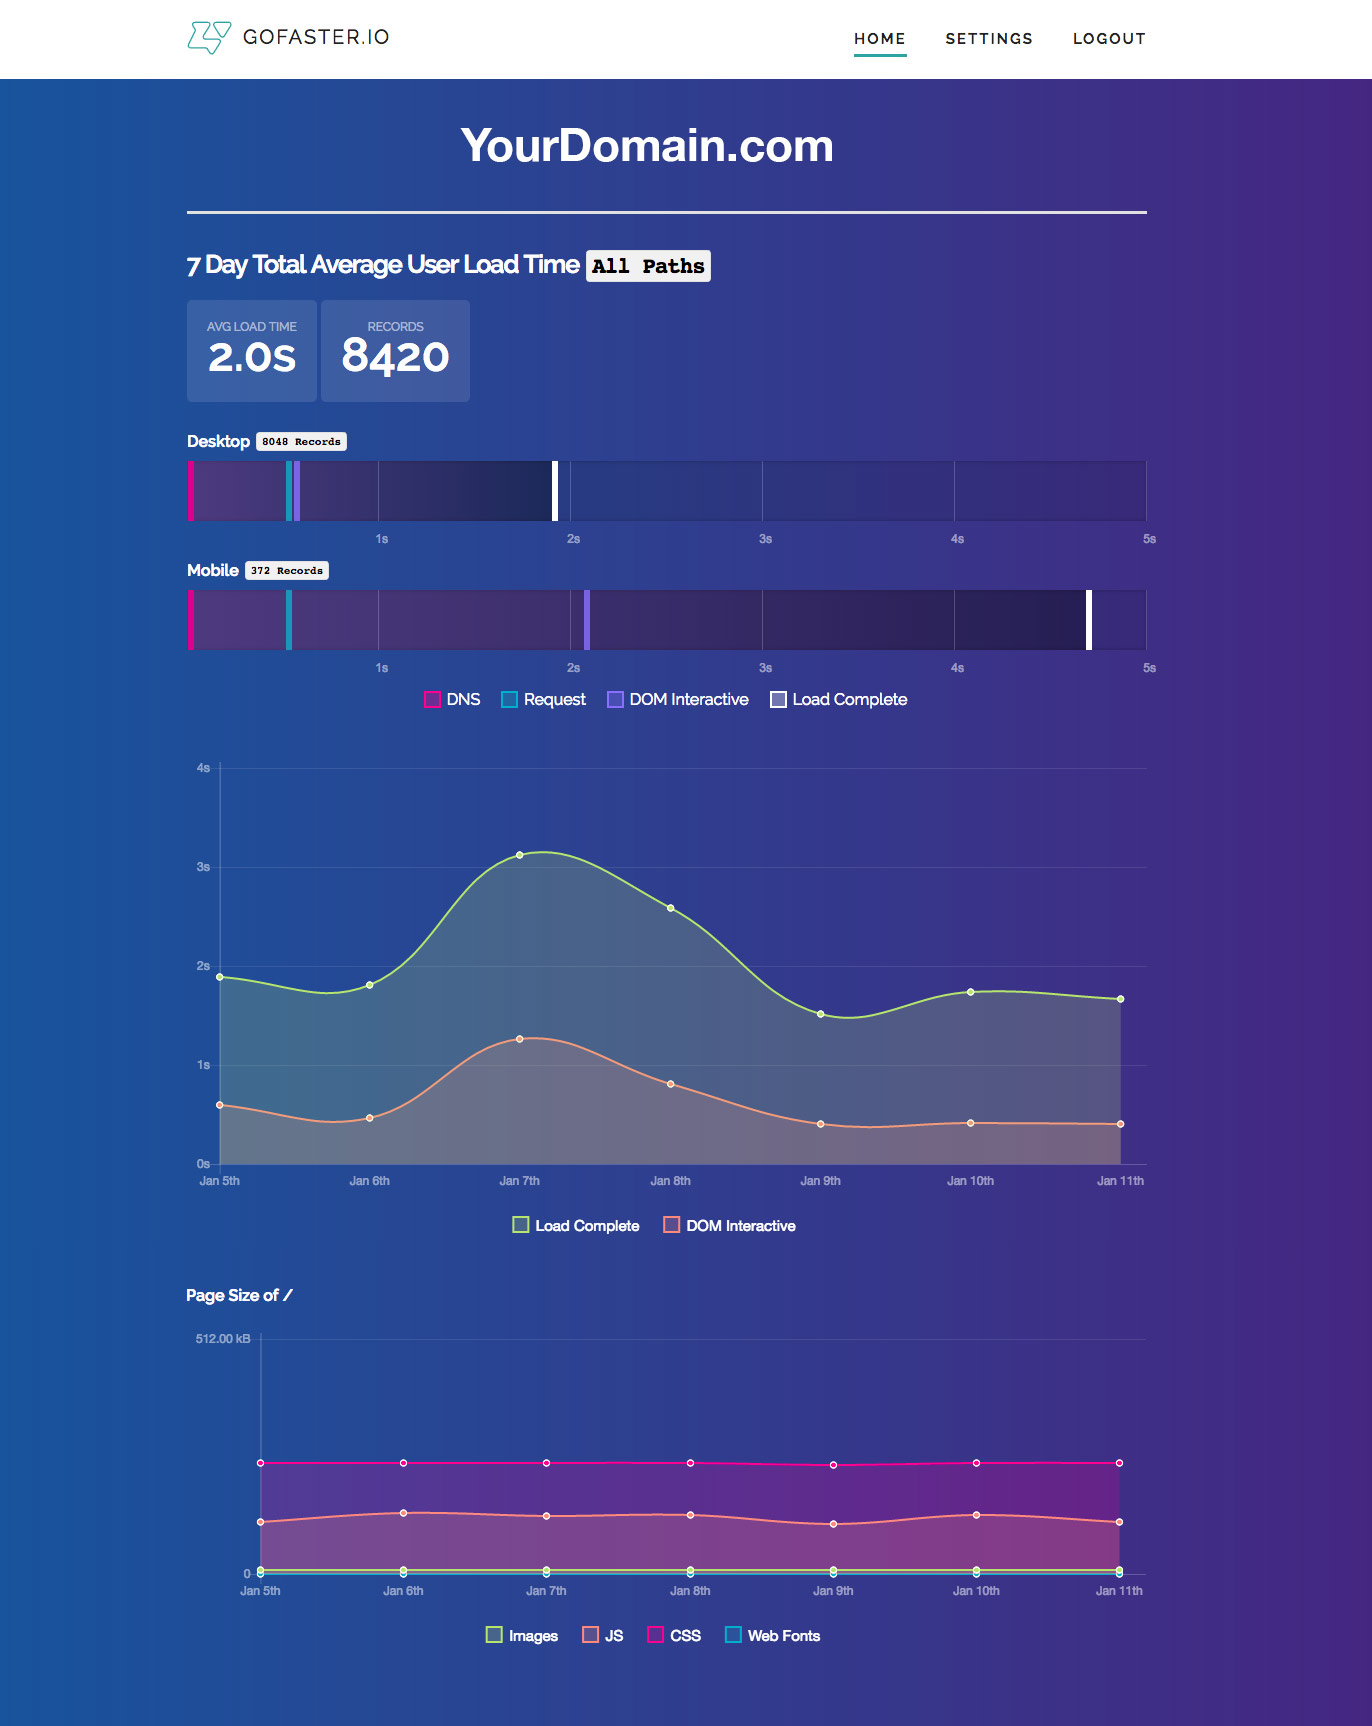 GOFASTER.IO HOME SETTINGS LOGOUT
YourDomain.com
7 Day Total Average User Load Time All Paths
AVG LOAD TIME RECORDS
2.0s 8420
Desktop 8048 Records
1s 2s 3s 4s 5s
Mobile 372 Records
1s 2s 3s 4s 5s
DNS Request DOM Interactive Load Complete
4s
3s
2s
1s
0s
Jan 5th Jan 6th Jan 7th Jan 8th Jan 9th Jan 10th Jan 11th
Load Complete DOM Interactive
Page Size of /
512.00 kB
0
Jan 5th Jan 6th Jan 7th Jan 8th Jan 9th Jan 10th Jan 11th
Images JS CSS Web Fonts